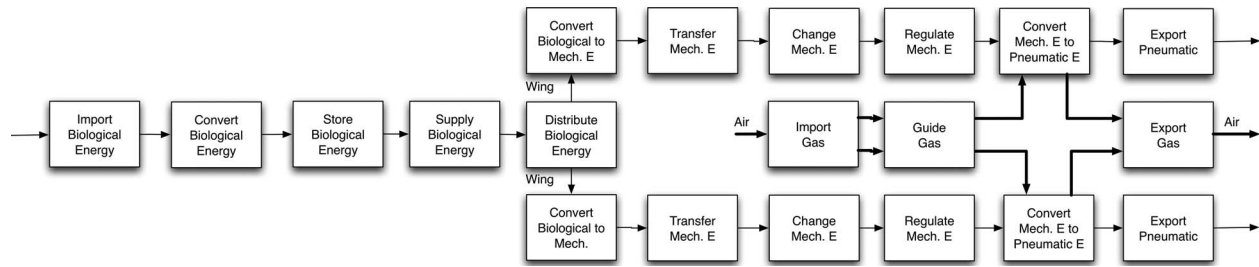 Convert
Biological to
Mech. E
Transfer
Mech. E
Change
Mech. E
Regulate
Mech. E
Convert
Mech. E to
Pneumatic E
Export
Pneumatic
Wing
Import
Biological
Energy
Convert
Biological
Energy
Store
Biological
Energy
Supply
Biological
Energy
Distribute
Biological
Energy
Air
Import
Gas
Guide
Gas
Export
Gas
Air
Wing
Convert
Biological to
Mech.
Transfer
Mech. E
Change
Mech. E
Regulate
Mech. E
Convert
Mech. E to
Pneumatic E
Export
Pneumatic